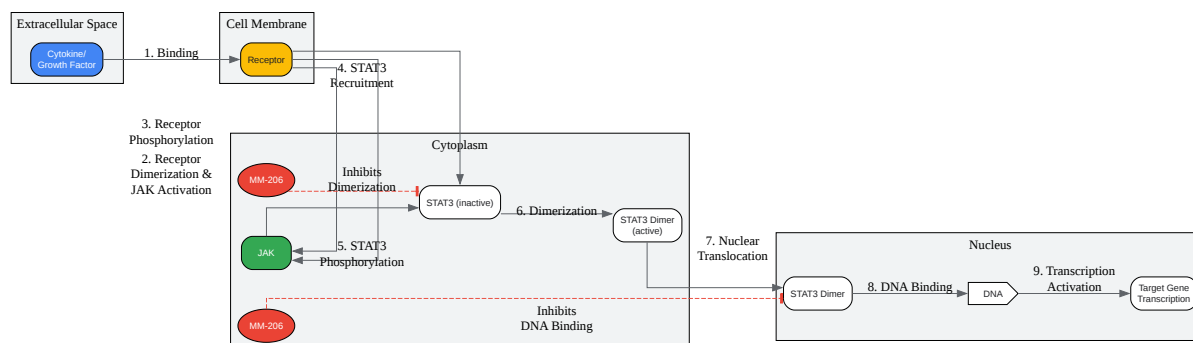 Extracellular Space
Cytokine/
Growth Factor
1. Binding
Cell Membrane
Receptor
4. STAT3
Recruitment
3. Receptor
Phosphorylation
2. Receptor
Dimerization &
JAK Activation
Cytoplasm
MM-206
Inhibits
Dimerization
STAT3 (inactive)
6. Dimerization
STAT3 Dimer
(active)
JAK
5. STAT3
Phosphorylation
7. Nuclear
Translocation
MM-206
Inhibits
DNA Binding
Nucleus
STAT3 Dimer
8. DNA Binding
DNA
9. Transcription
Activation
Target Gene
Transcription